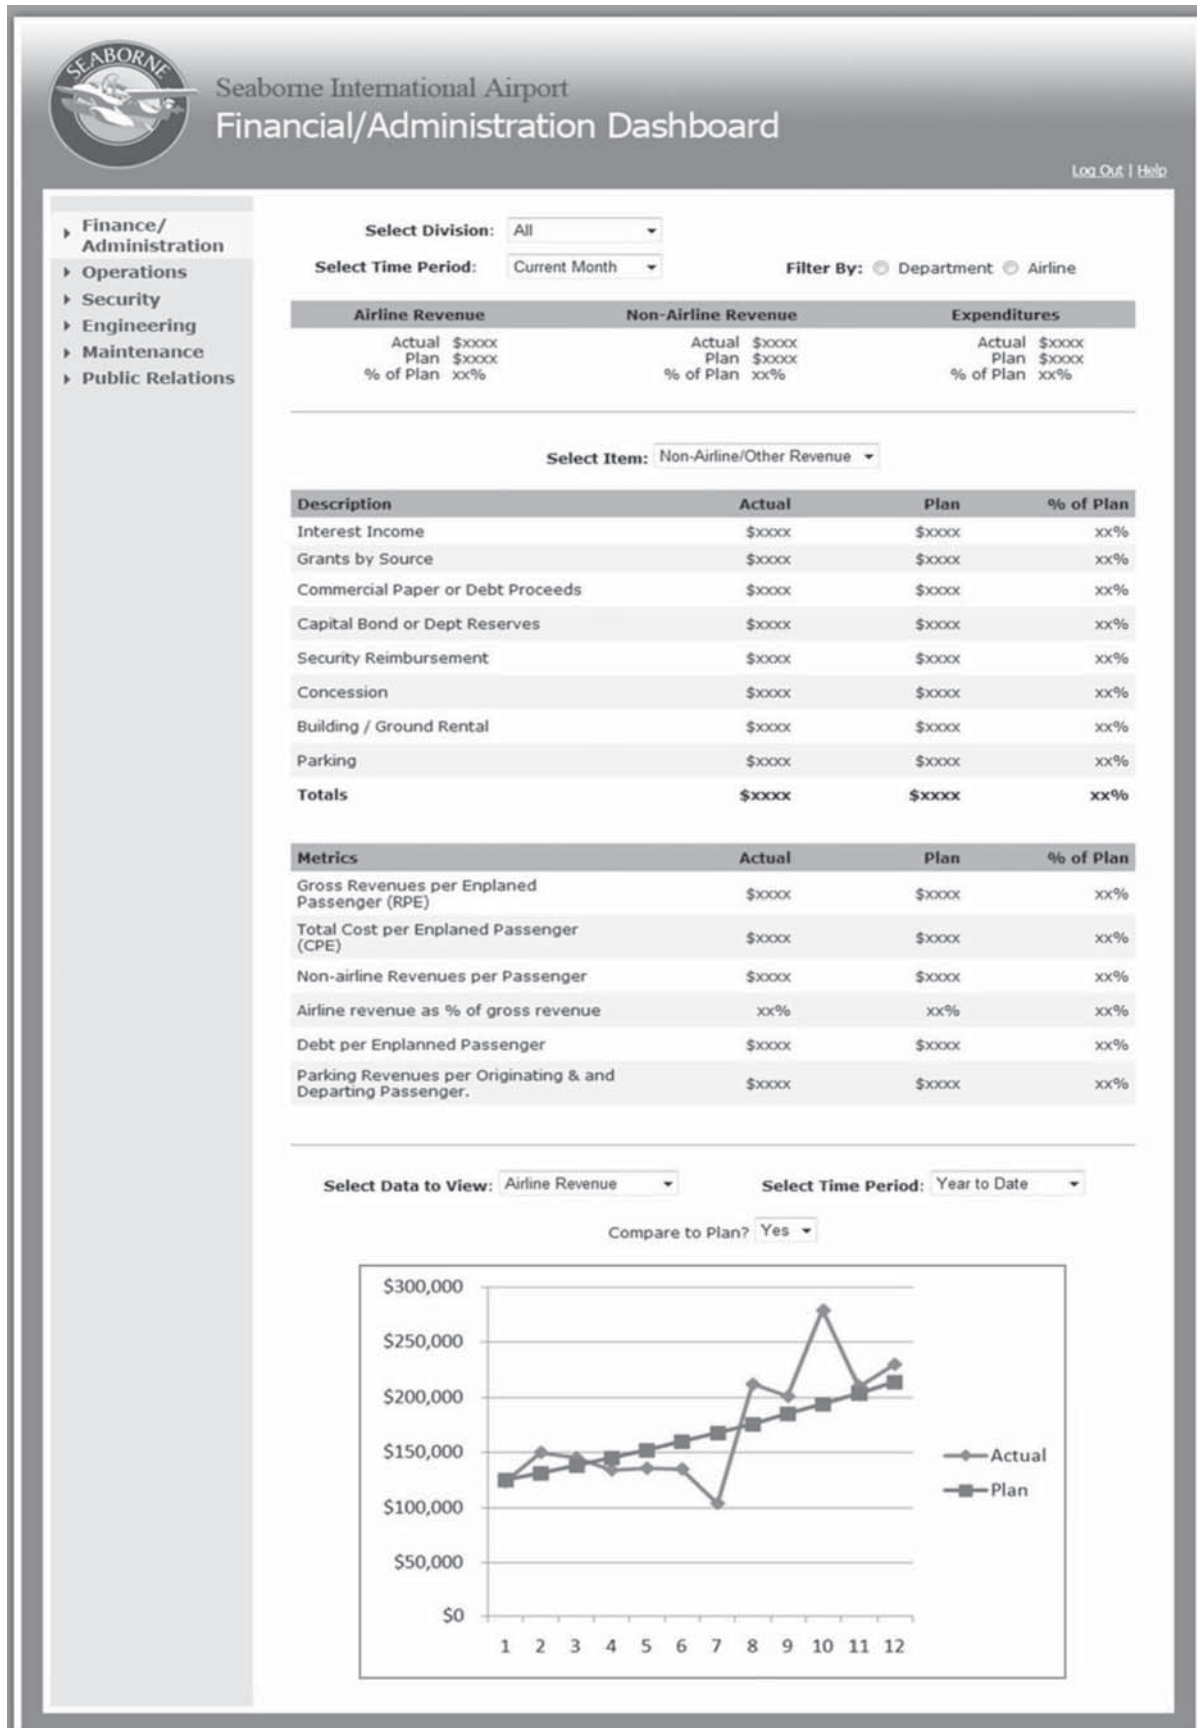 SEABORNE
Seaborne International Airport
Financial/Administration Dashboard
Log Out | Help
Finance/
Administration
Operations
Security
Engineering
Maintenance
Public Relations
Select Division: All
Select Time Period: Current Month Filter By: Department Airline
Airline Revenue Non-Airline Revenue Expenditures
Actual $xxxx Actual $xxxx Actual $xxxx
Plan $xxxx Plan $xxxx Plan $xxxx
% of Plan xx% % of Plan xx% % of Plan xx%
Select Item: Non-Airline/Other Revenue
Description Actual Plan % of Plan
Interest Income $xxxx $xxxx xx%
Grants by Source $xxxx $xxxx xx%
Commercial Paper or Debt Proceeds $xxxx $xxxx xx%
Capital Bond or Dept Reserves $xxxx $xxxx xx%
Security Reimbursement $xxxx $xxxx xx%
Concession $xxxx $xxxx xx%
Building / Ground Rental $xxxx $xxxx xx%
Parking $xxxx $xxxx xx%
Totals $xxxx $xxxx xx%
Metrics Actual Plan % of Plan
Gross Revenues per Enplaned
Passenger (RPE) $xxxx $xxxx xx%
Total Cost per Enplaned Passenger
(CPE) $xxxx $xxxx xx%
Non-airline Revenues per Passenger $xxxx $xxxx xx%
Airline revenue as % of gross revenue xx% xx% xx%
Debt per Enplanned Passenger $xxxx $xxxx xx%
Parking Revenues per Originating & and
Departing Passenger. $xxxx $xxxx xx%
Select Data to View: Airline Revenue Select Time Period: Year to Date
Compare to Plan? Yes
$300,000
$250,000
$200,000
$150,000
$100,000
$50,000
$0
1 2 3 4 5 6 7 8 9 10 11 12
Actual
Plan